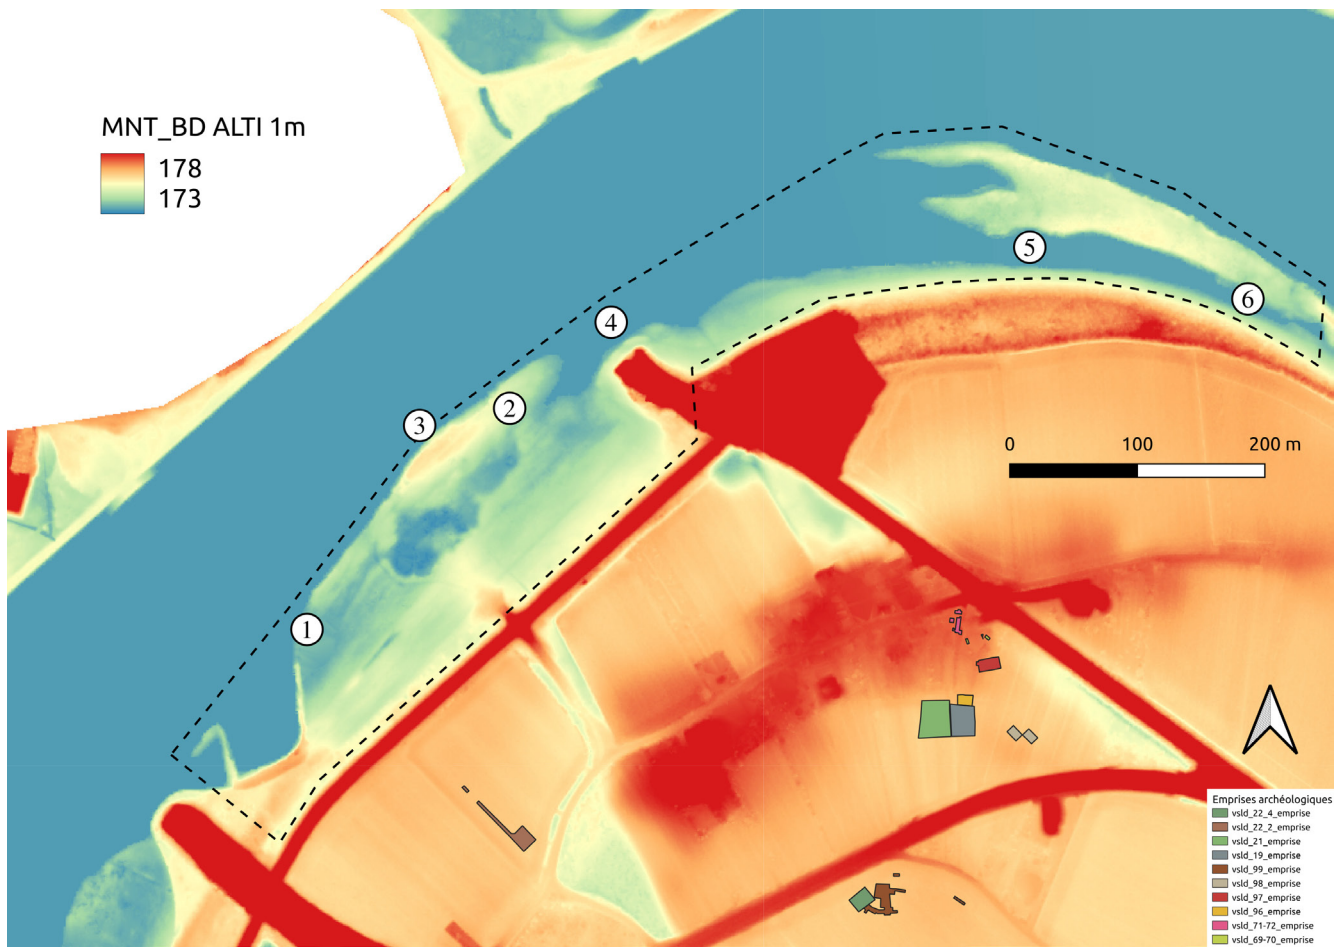 MNT_BD ALTI 1m
178
173
5
6
4
2
3
0 100 200 m
1
Emprises archéologiques
vsld_22_4_emprise
vsld_22_2_emprise
vsld_21_emprise
vsld_19_emprise
vsld_99_emprise
vsld_98_emprise
vsld_97_emprise
vsld_96_emprise
vsld_71-72_emprise
vsld_69-70_emprise